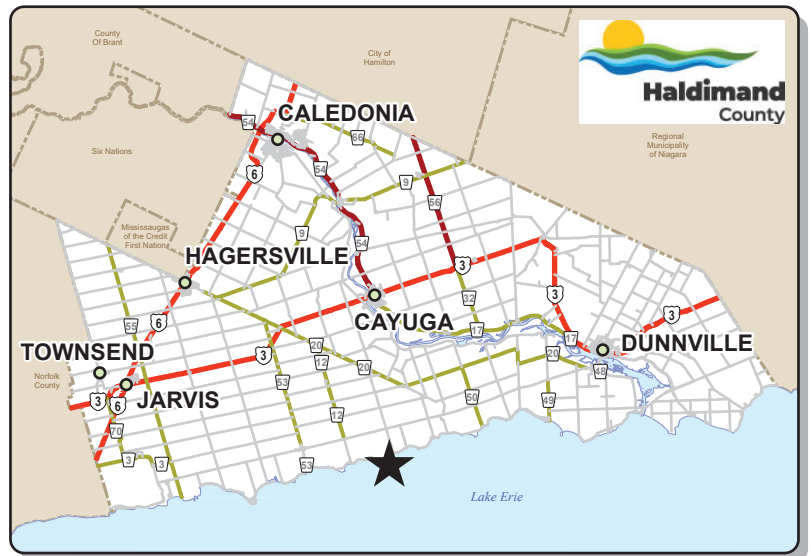 County
Of Brant
City of
Hamilton
Haldimand
County
54
CALEDONIA
66
Regional
Municipality
of Niagara
Six Nations
6
54
9
56
Mississaugas
of the Credit
First Nation
9
54
HAGERSVILLE
3
3
32
55
6
CAYUGA
17
3
TOWNSEND
20
12
20
17
20
DUNNVILLE
48
Norfolk
County
3
6
JARVIS
3
53
12
50
49
70
3
3
53
Lake Erie